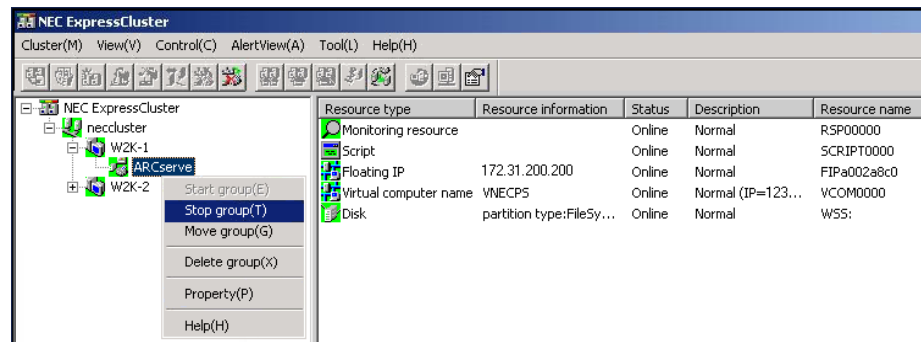 NEC ExpressCluster
Cluster(M) View(V) Control(C) AlertView(A) Tool(L) Help(H)
NEC ExpressCluster
neccluster
W2K-1
ARCserve
W2K-2
Start group(E)
Stop group(T)
Move group(G)
Delete group(X)
Property(P)
Help(H)
Resource type Resource information Status Description Resource name
Monitoring resource Online Normal RSP00000
Script Online Normal SCRIPT0000
Floating IP 172.31.200.200 Online Normal FIPa002a8c0
Virtual computer name VNECPS Online Normal (IP=123... VCOM0000
Disk partition type:FileSy... Online Normal WSS: